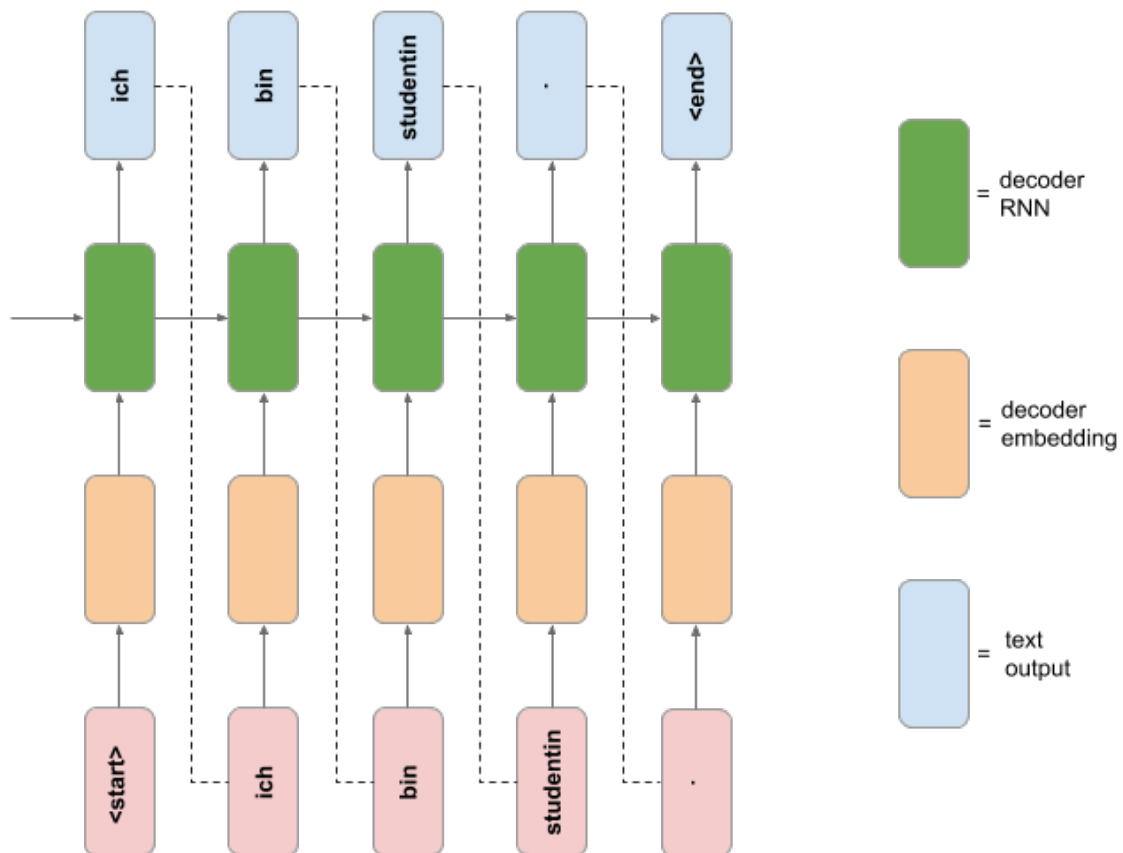 ich
bin
studentin
.
<end>
= decoder
RNN
= decoder
embedding
= text
output
<start>
ich
bin
studentin
.